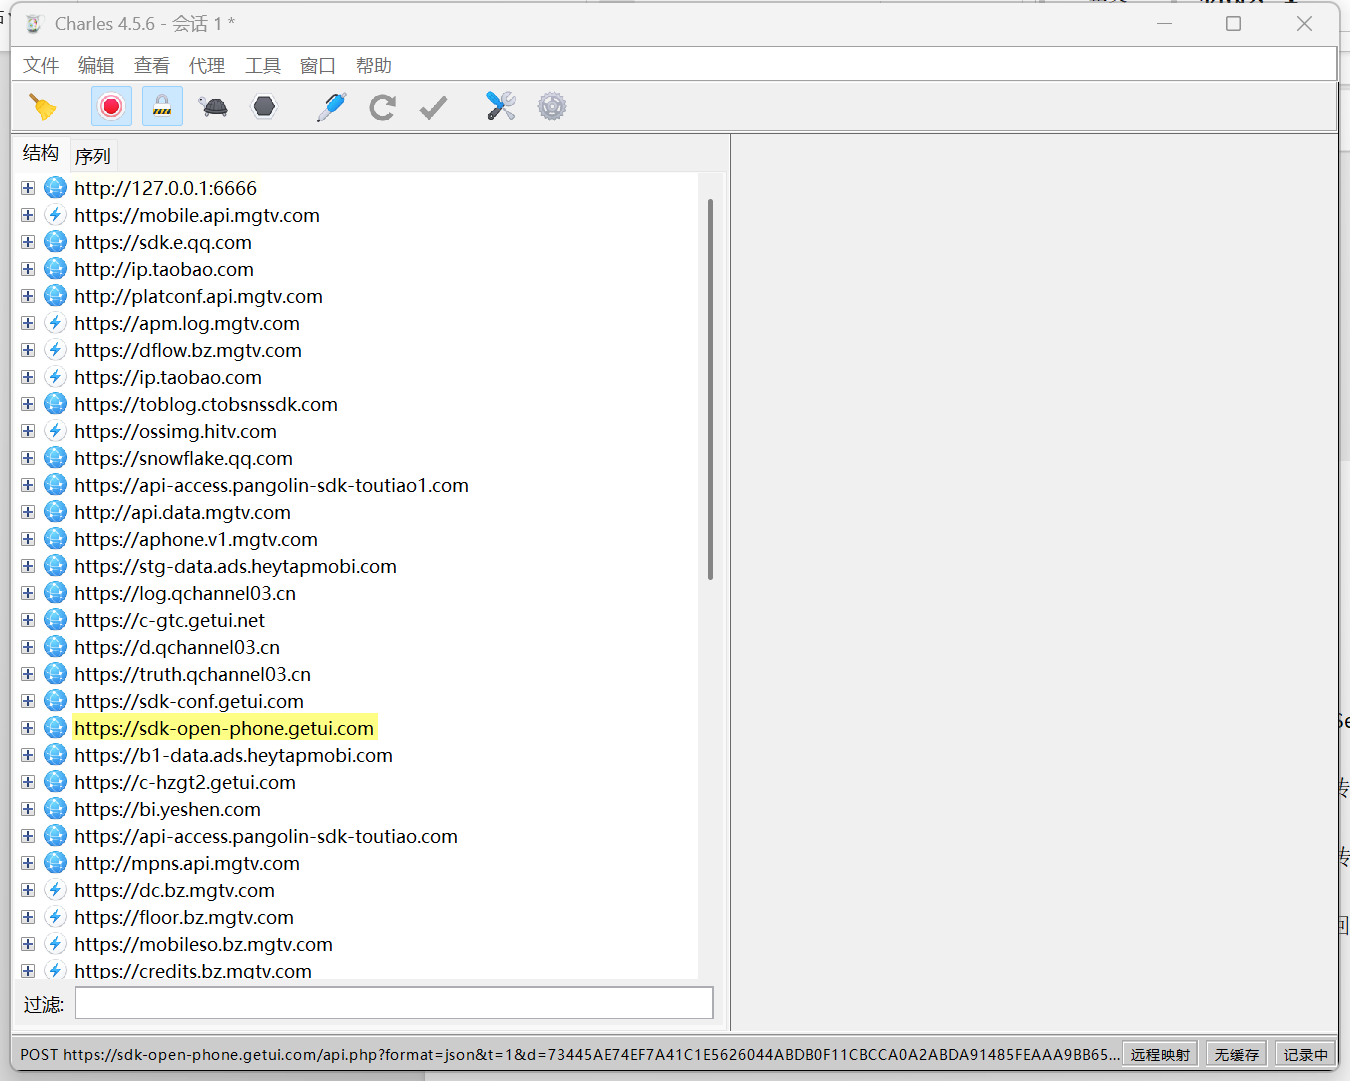 Charles 4.5.6 - 会话 1 *
文件 编辑 查看 代理 工具 窗口 帮助
结构 序列
http://127.0.0.1:6666
https://mobile.api.mgtv.com
https://sdk.e.qq.com
http://ip.taobao.com
http://platconf.api.mgtv.com
https://apm.log.mgtv.com
https://dflow.bz.mgtv.com
https://ip.taobao.com
https://toblog.ctobsnssdk.com
https://ossimg.hitv.com
https://snowflake.qq.com
https://api-access.pangolin-sdk-toutiao1.com
http://api.data.mgtv.com
https://aphone.v1.mgtv.com
https://stg-data.ads.heytapmobi.com
https://log.qchannel03.cn
https://c-gtc.getui.net
https://d.qchannel03.cn
https://truth.qchannel03.cn
https://sdk-conf.getui.com
https://sdk-open-phone.getui.com
https://b1-data.ads.heytapmobi.com
https://c-hzgt2.getui.com
https://bi.yeshen.com
https://api-access.pangolin-sdk-toutiao.com
http://mpns.api.mgtv.com
https://dc.bz.mgtv.com
https://floor.bz.mgtv.com
https://mobileso.bz.mgtv.com
https://credits.bz.mgtv.com
过滤:
POST https://sdk-open-phone.getui.com/api.php?format=json&t=1&d=73445AE74EF7A41C1E5626044ABDB0F11CBCCA0A2ABDA91485FEAAA9BB65... 远程映射 无缓存 记录中